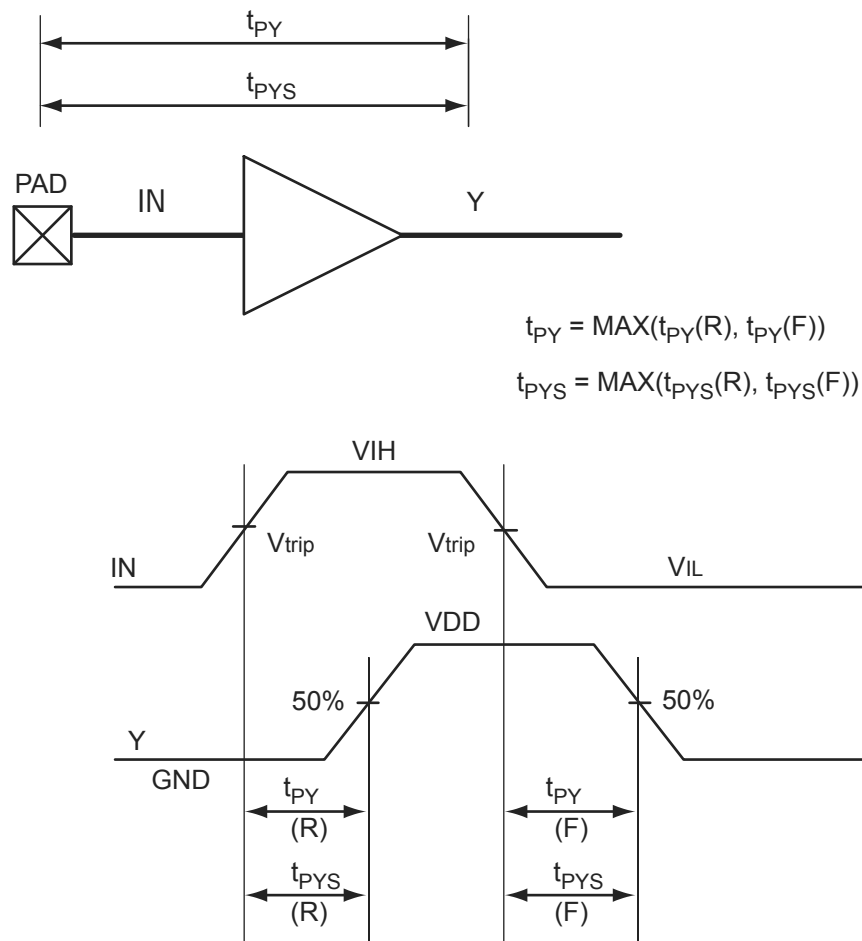 tPY
tPYS
PAD
IN
Y
tPY = MAX(tPY(R), tPY(F))
tPYS = MAX(tPYS(R), tPYS(F))
VIH
Vtrip
Vtrip
IN
VIL
VDD
50%
50%
Y
GND
tPY
(R)
tPY
(F)
tPYS
(R)
tPYS
(F)